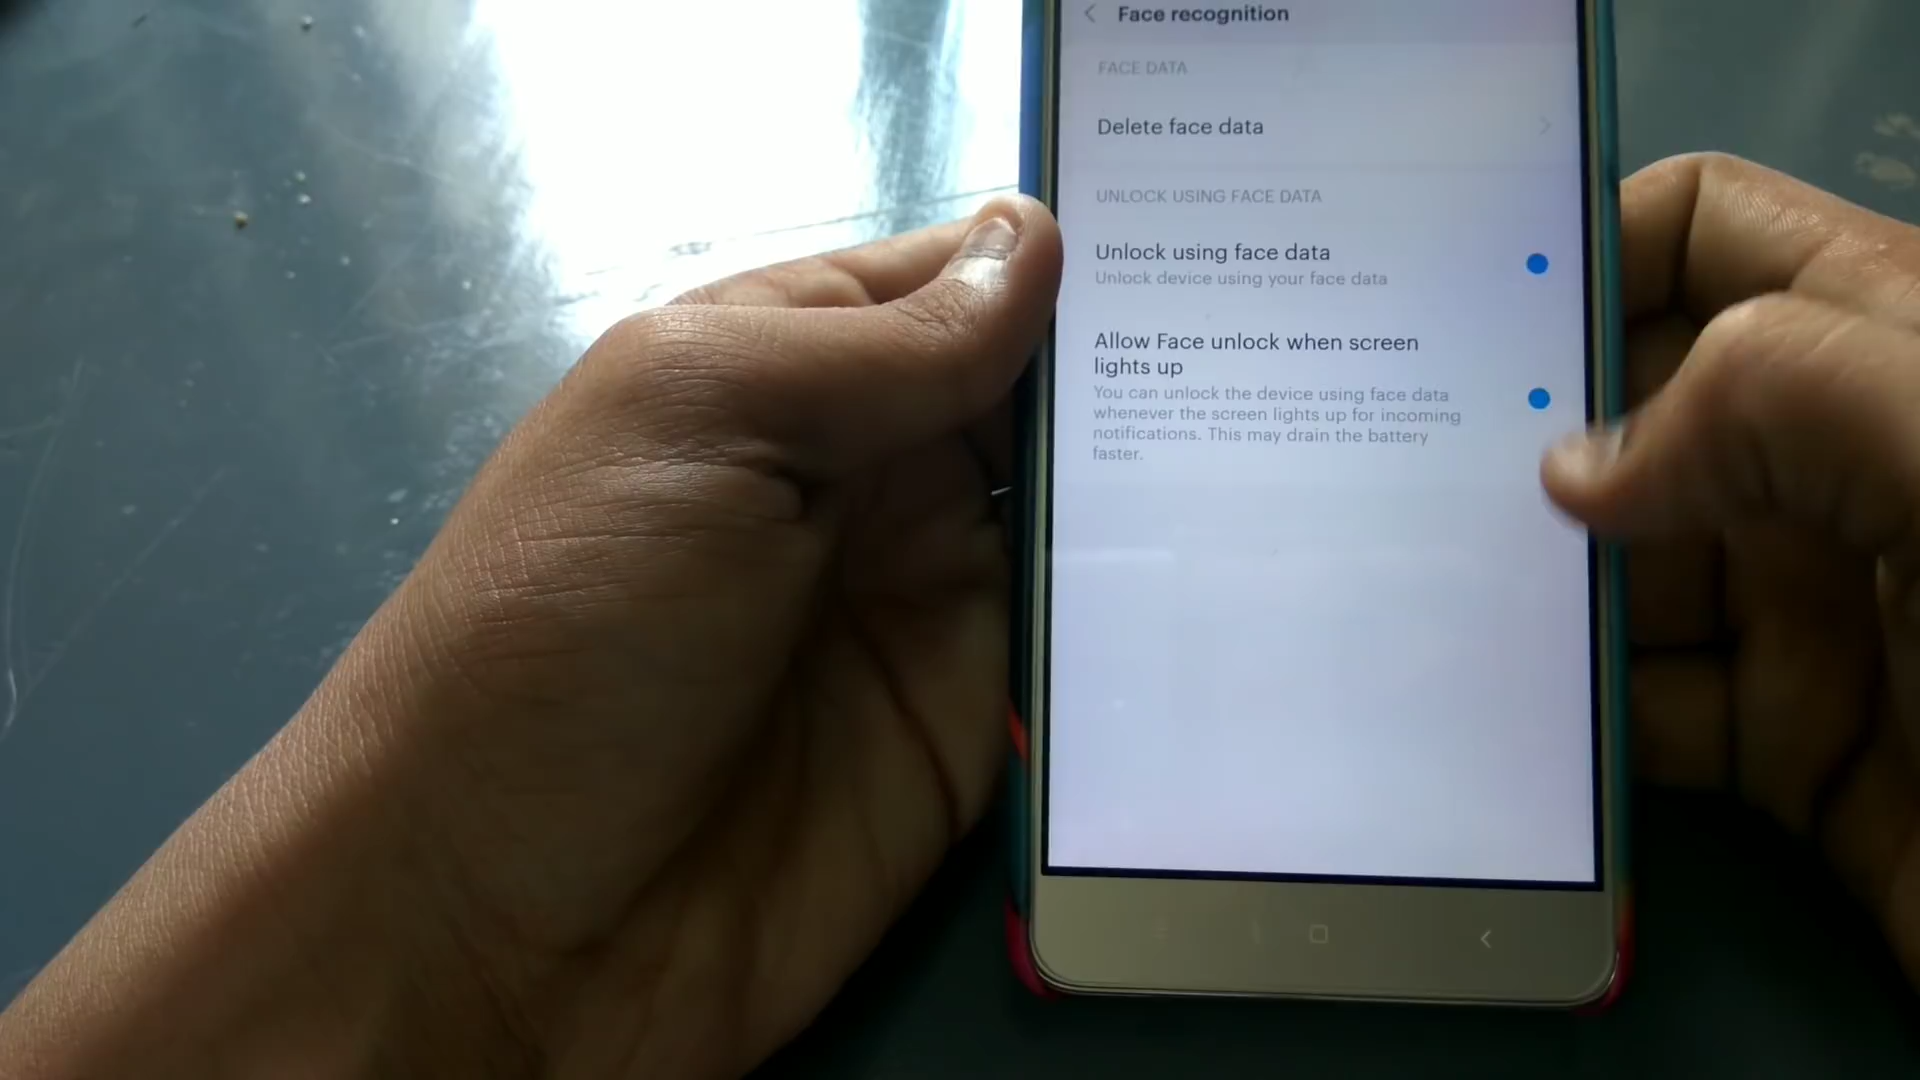 Face recognition
FACE DATA
Delete face data
UNLOCK USING FACE DATA
Unlock using face data
Unlock device using your face data
Allow Face unlock when screen
lights up
You can unlock the device using face data
whenever the screen lights up for incoming
notifications. This may drain the battery
faster.